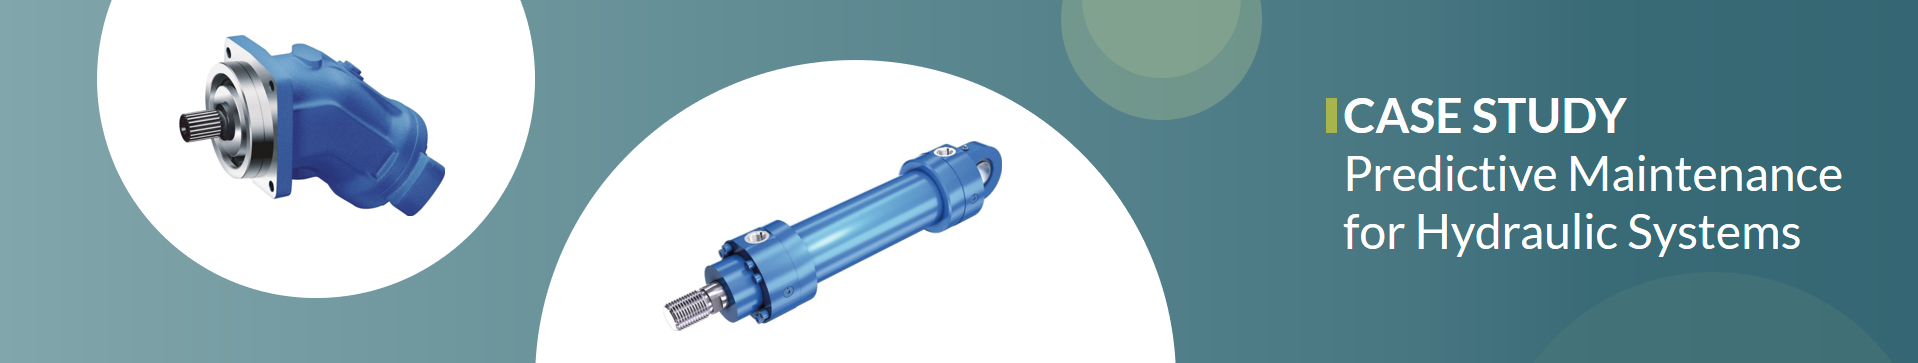 CASE STUDY
Predictive Maintenance
for Hydraulic Systems